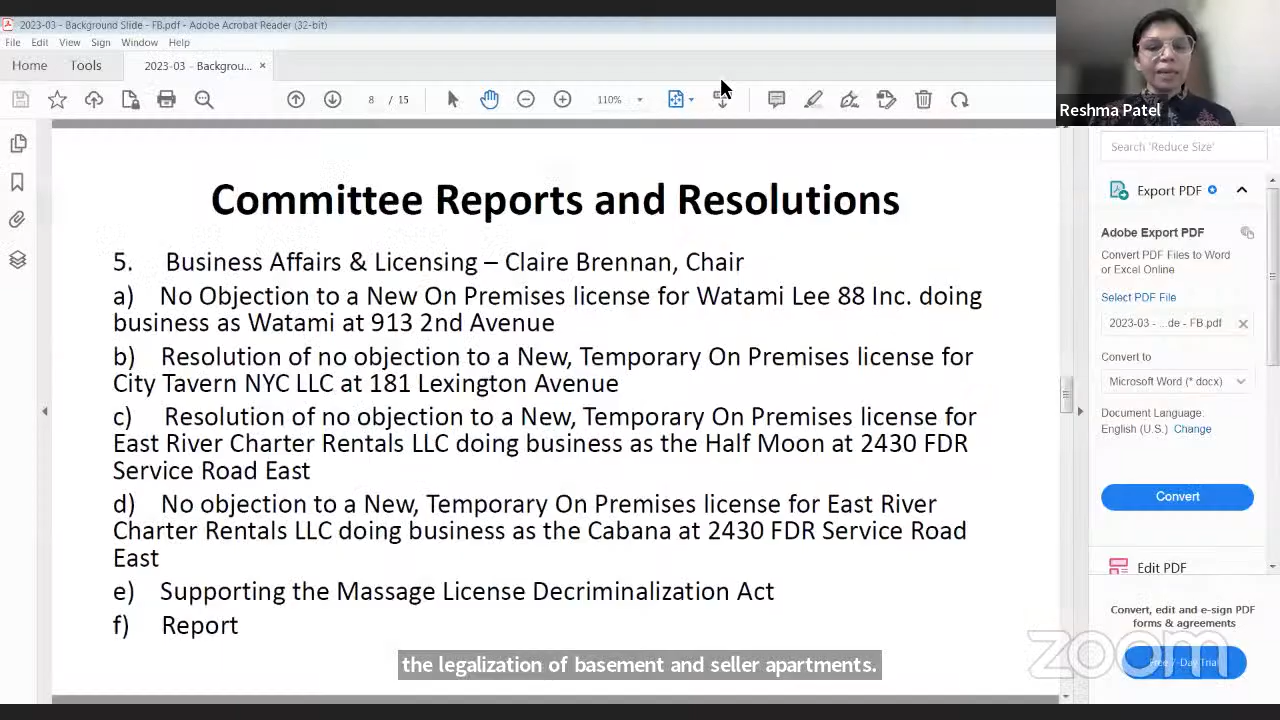 2023-03 - Background Slide - FB.pdf - Adobe Acrobat Reader (32-bit)
File Edit View Sign Window Help
Home Tools 2023-03 - Backgrou... ×
8 / 15 110%
Reshma Patel
Search 'Reduce Size'
Export PDF
Adobe Export PDF
Convert PDF Files to Word
or Excel Online
Select PDF File
2023-03 - ...de - FB.pdf
Convert to
Microsoft Word (*.docx)
Document Language:
English (U.S.) Change
Convert
Edit PDF
Convert, edit and e-sign PDF
forms & agreements
Free 7-Day Trial
zoom
Committee Reports and Resolutions
5. Business Affairs & Licensing – Claire Brennan, Chair
a) No Objection to a New On Premises license for Watami Lee 88 Inc. doing
business as Watami at 913 2nd Avenue
b) Resolution of no objection to a New, Temporary On Premises license for
City Tavern NYC LLC at 181 Lexington Avenue
c) Resolution of no objection to a New, Temporary On Premises license for
East River Charter Rentals LLC doing business as the Half Moon at 2430 FDR
Service Road East
d) No objection to a New, Temporary On Premises license for East River
Charter Rentals LLC doing business as the Cabana at 2430 FDR Service Road
East
e) Supporting the Massage License Decriminalization Act
f) Report
the legalization of basement and seller apartments.